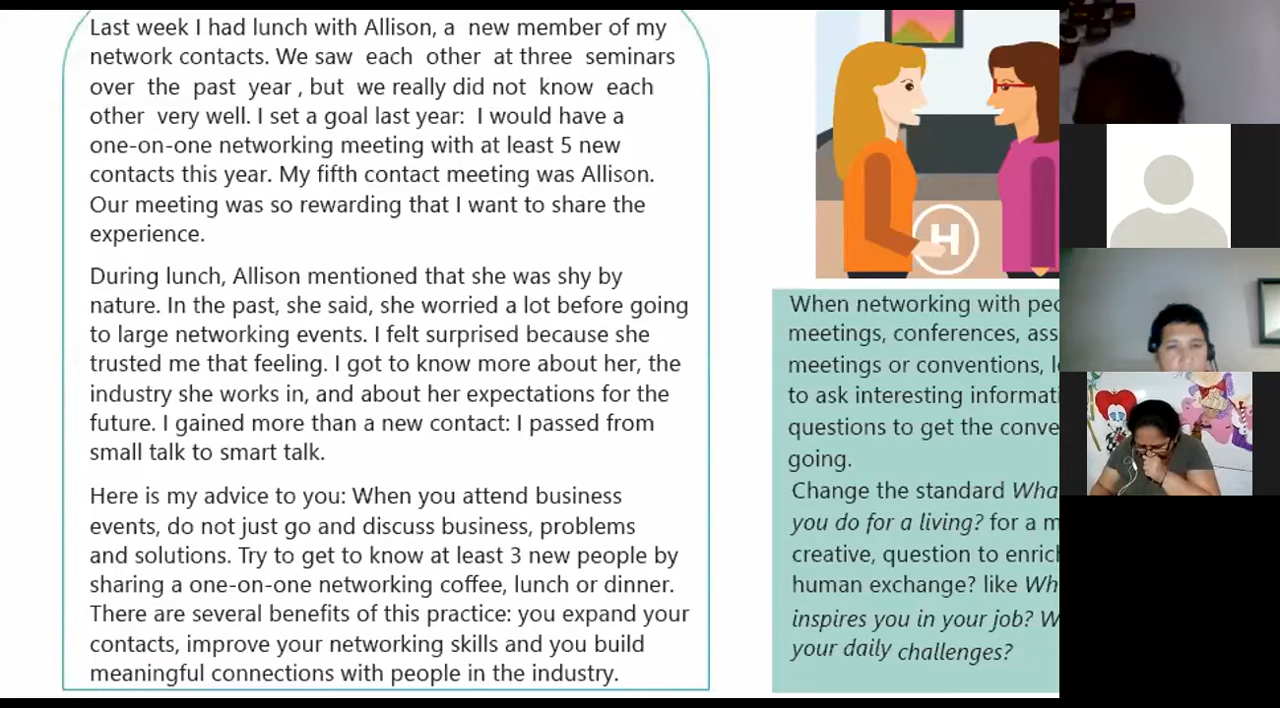 Last week I had lunch with Allison, a new member of my
network contacts. We saw each other at three seminars
over the past year , but we really did not know each
other very well. I set a goal last year: I would have a
one-on-one networking meeting with at least 5 new
contacts this year. My fifth contact meeting was Allison.
Our meeting was so rewarding that I want to share the
experience.
During lunch, Allison mentioned that she was shy by
nature. In the past, she said, she worried a lot before going
to large networking events. I felt surprised because she
trusted me that feeling. I got to know more about her, the
industry she works in, and about her expectations for the
future. I gained more than a new contact: I passed from
small talk to smart talk.
Here is my advice to you: When you attend business
events, do not just go and discuss business, problems
and solutions. Try to get to know at least 3 new people by
sharing a one-on-one networking coffee, lunch or dinner.
There are several benefits of this practice: you expand your
contacts, improve your networking skills and you build
meaningful connections with people in the industry.
H
When networking with
meetings, conferences,
meetings or conventions,
to ask interesting
questions to get the
going.
Change the standard
you do for a living? for a
creative, question to
human exchange? like
inspires you in your job?
your daily challenges?